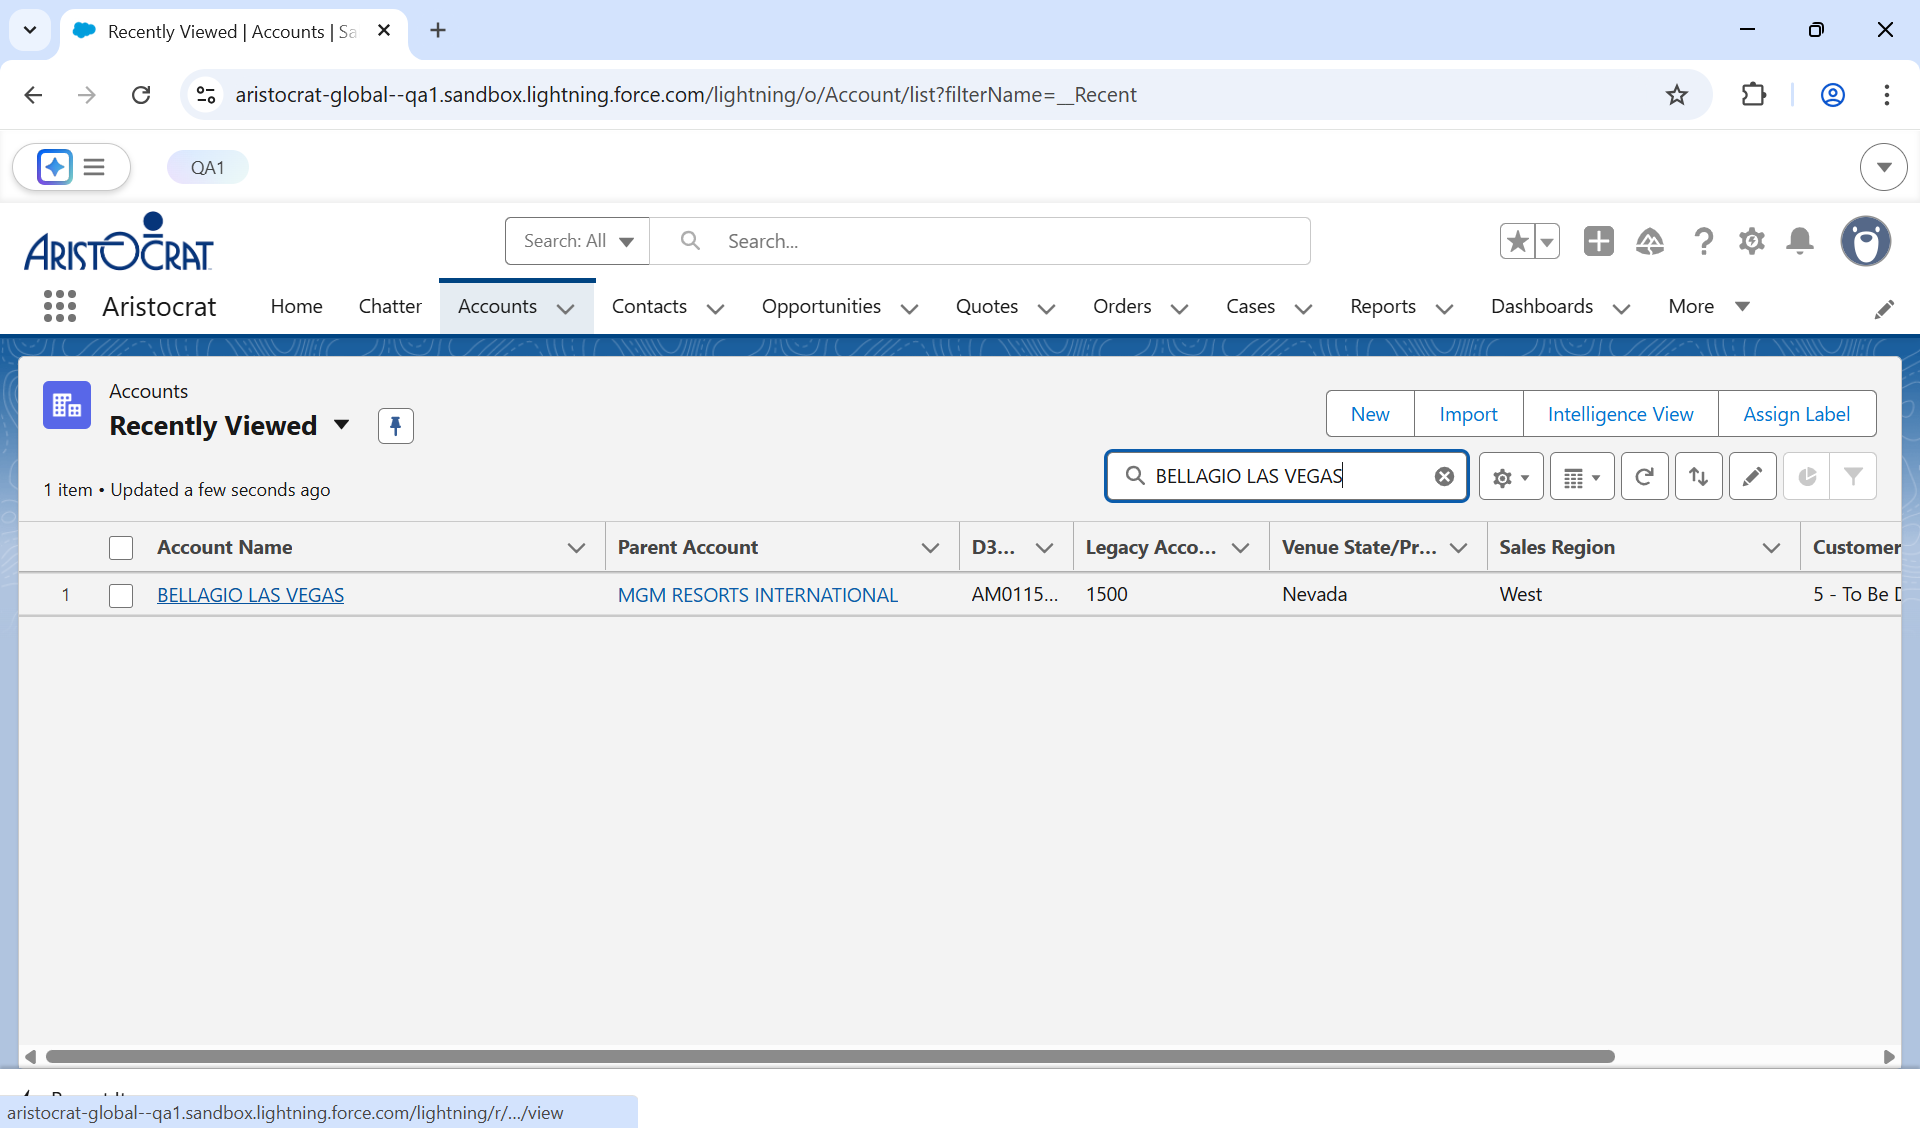 Recently Viewed | Accounts | Sa
aristocrat-global--qa1.sandbox.lightning.force.com/lightning/o/Account/list?filterName=__Recent
QA1
ARISTOCRAT
Search: All
Search...
Aristocrat
Home
Chatter
Accounts
Contacts
Opportunities
Quotes
Orders
Cases
Reports
Dashboards
More
Accounts
Recently Viewed
New
Import
Intelligence View
Assign Label
1 item • Updated a few seconds ago
BELLAGIO LAS VEGAS
Account Name
Parent Account
D3...
Legacy Acco...
Venue State/Pr...
Sales Region
Customer
1
BELLAGIO LAS VEGAS
MGM RESORTS INTERNATIONAL
AM0115...
1500
Nevada
West
5 - To Be D
aristocrat-global--qa1.sandbox.lightning.force.com/lightning/r/.../view